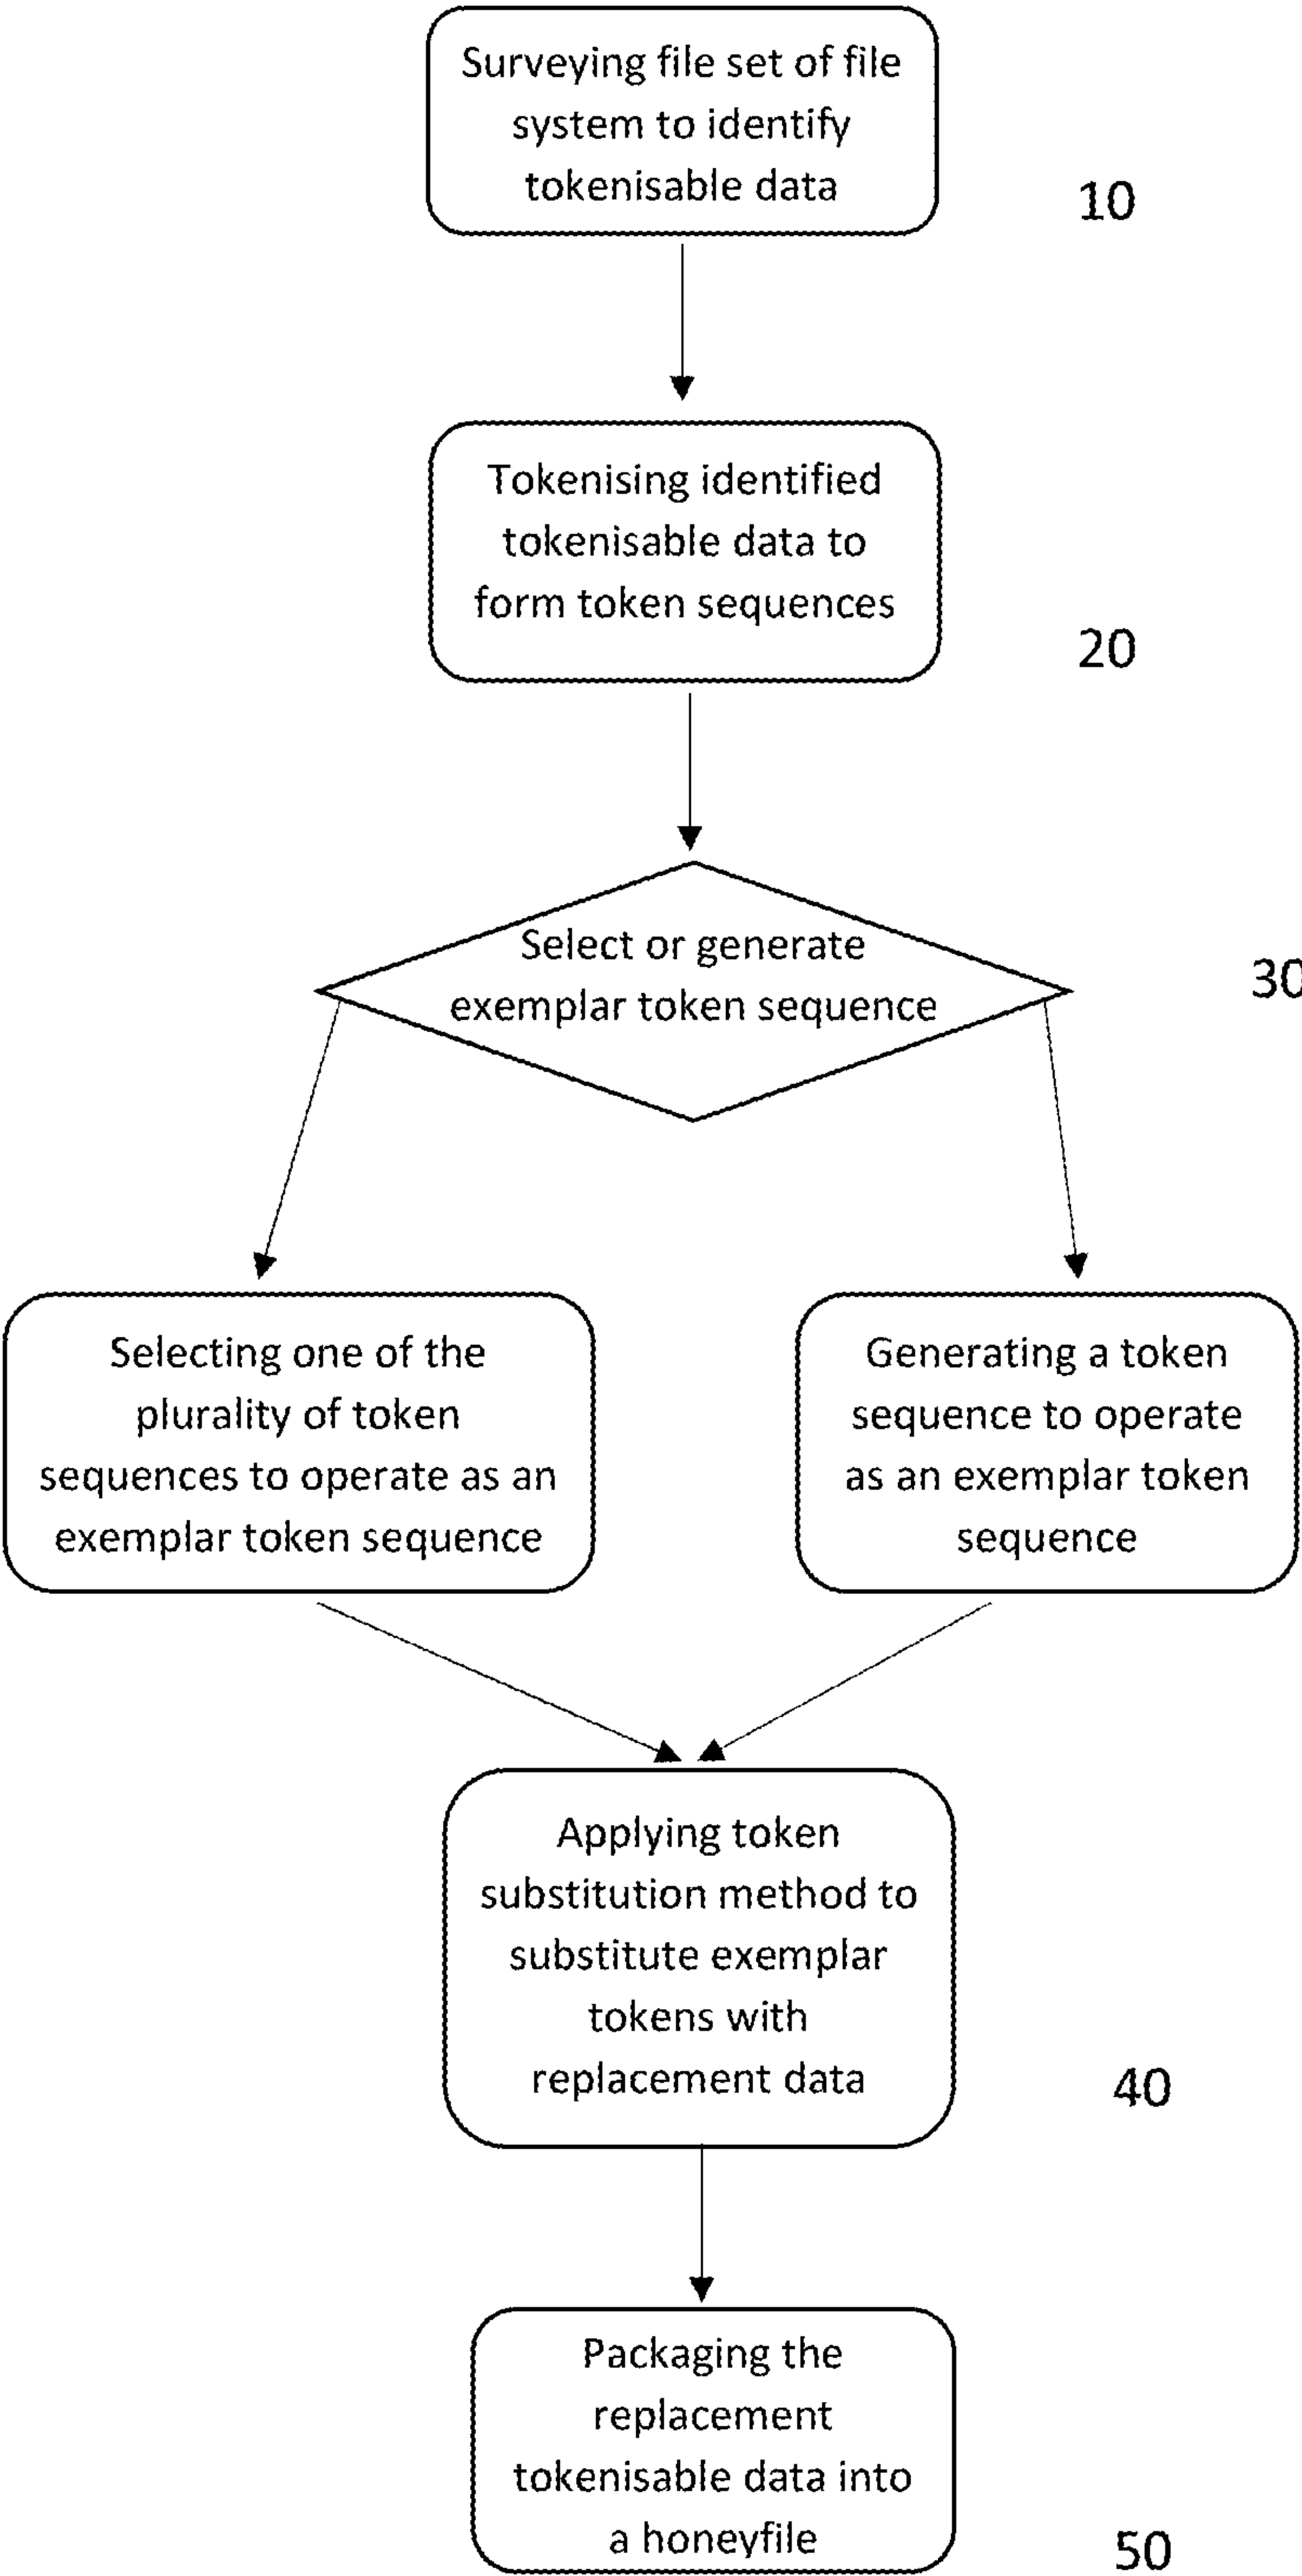 Surveying file set of file
system to identify
tokenisable data
10
Tokenising identified
tokenisable data to
form token sequences
20
Select or generate
exemplar token sequence
30
Selecting one of the
plurality of token
sequences to operate as an
exemplar token sequence
Generating a token
sequence to operate
as an exemplar token
sequence
Applying token
substitution method to
substitute exemplar
tokens with
replacement data
40
Packaging the
replacement
tokenisable data into
a honeyfile
50